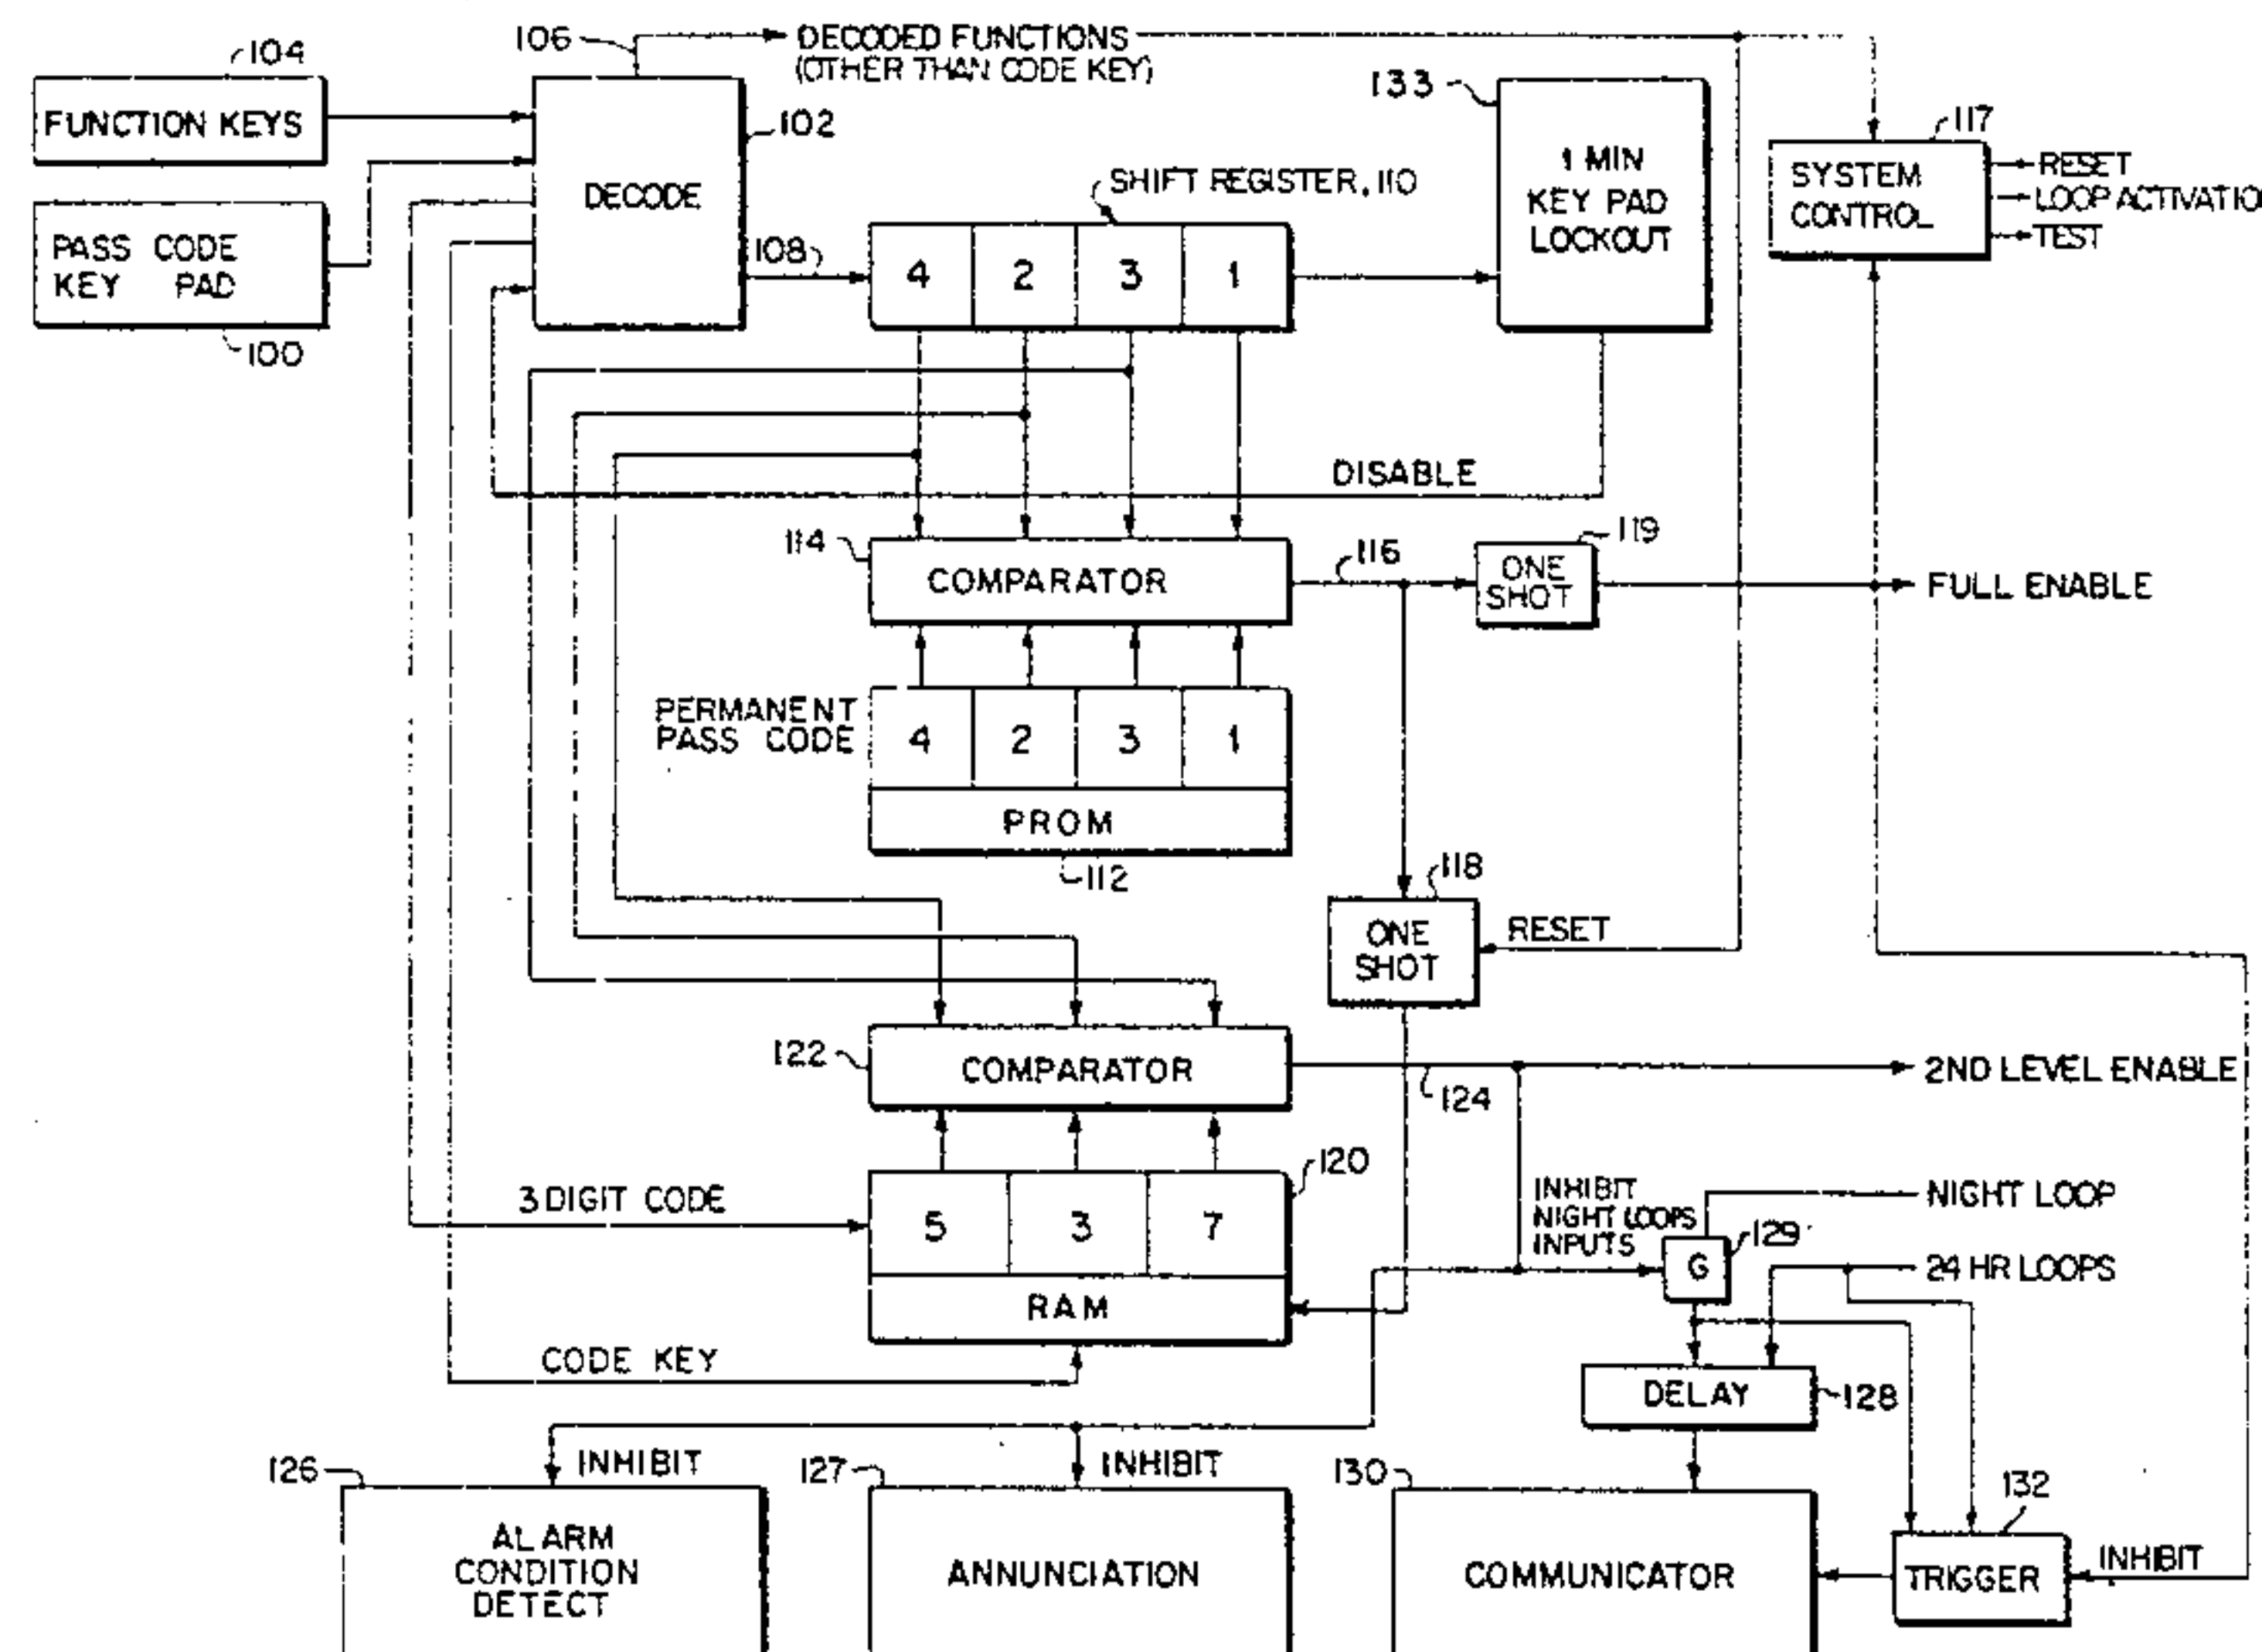 104
FUNCTION KEYS
PASS CODE
KEY PAD
100
106
DECODED FUNCTIONS
(OTHER THAN CODE KEY)
102
DECODE
108
SHIFT REGISTER, 110
4 2 3 1
133
1 MIN
KEY PAD
LOCKOUT
117
SYSTEM
CONTROL
RESET
LOOP ACTIVATIO
TEST
DISABLE
114
COMPARATOR
116
119
ONE
SHOT
FULL ENABLE
PERMANENT
PASS CODE
4 2 3 1
PROM
112
118
ONE
SHOT
RESET
122
COMPARATOR
124
2ND LEVEL ENABLE
3 DIGIT CODE
120
5 3 7
RAM
CODE KEY
INHIBIT
NIGHT LOOPS
INPUTS
G
129
NIGHT LOOP
24 HR LOOPS
DELAY
128
126
INHIBIT
ALARM
CONDITION
DETECT
127
INHIBIT
ANNUNCIATION
130
COMMUNICATOR
132
TRIGGER
INHIBIT